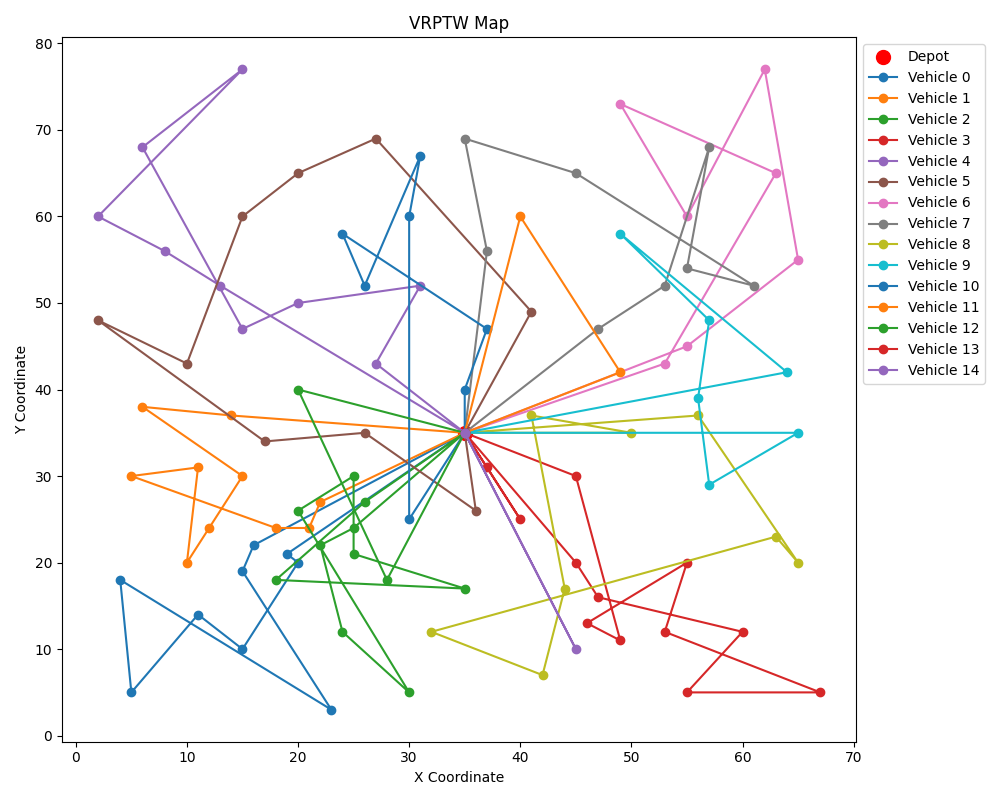 VRPTW Map
80
70
60
50
40
30
20
10
0
Y Coordinate
0 10 20 30 40 50 60 70
X Coordinate
Depot
Vehicle 0
Vehicle 1
Vehicle 2
Vehicle 3
Vehicle 4
Vehicle 5
Vehicle 6
Vehicle 7
Vehicle 8
Vehicle 9
Vehicle 10
Vehicle 11
Vehicle 12
Vehicle 13
Vehicle 14